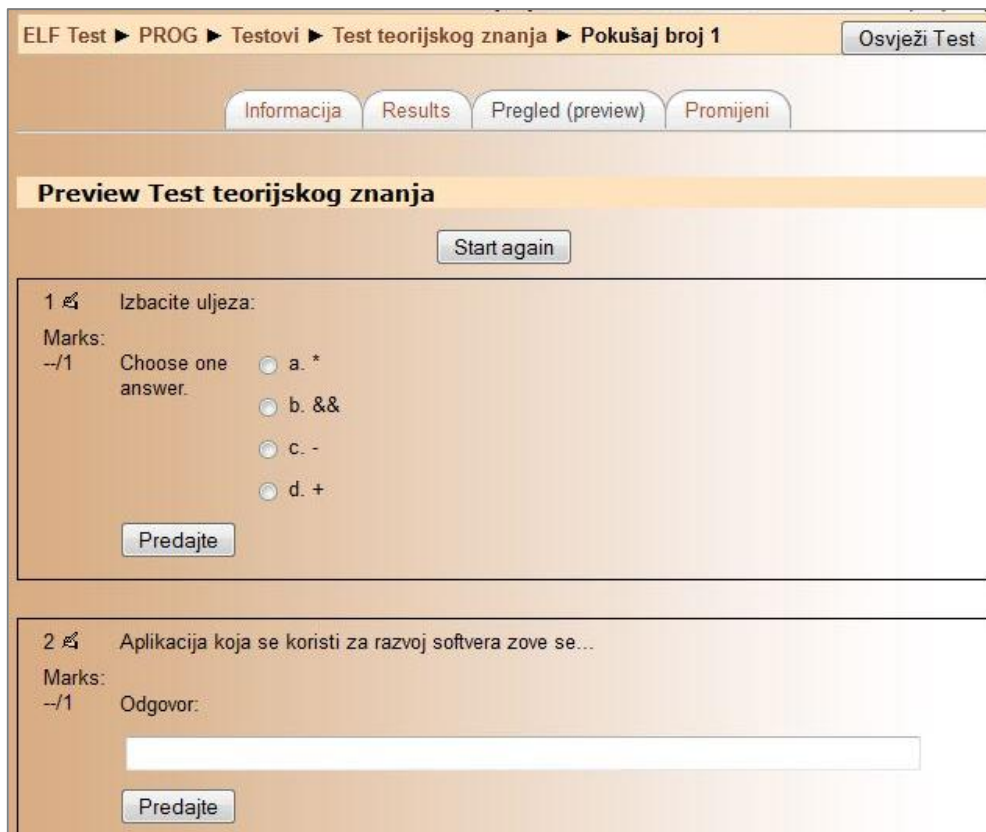 ELF Test ► PROG ► Testovi ► Test teorijskog znanja ► Pokušaj broj 1 Osvježi Test
Informacija Results Pregled (preview) Promijeni
Preview Test teorijskog znanja
Start again
1 Izbacite uljeza:
Marks:
--/1
Choose one
answer.
a. *
b. &&
c. -
d. +
Predajte
2 Aplikacija koja se koristi za razvoj softvera zove se...
Marks:
--/1
Odgovor:
Predajte